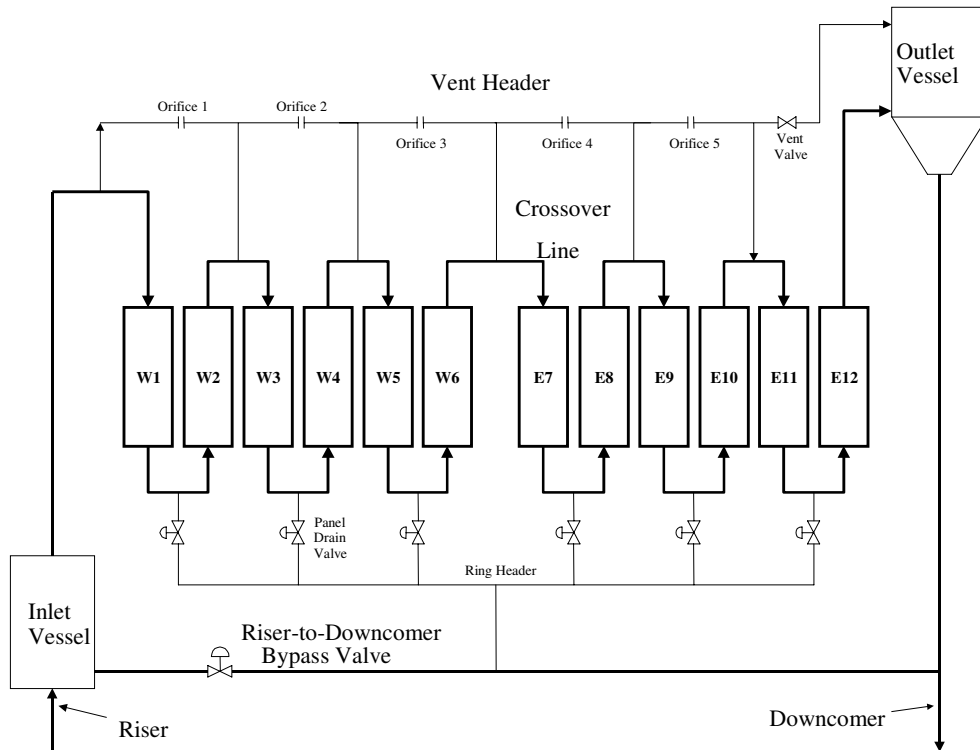 Outlet
Vessel
Vent Header
Orifice 1
Orifice 2
Orifice 3
Orifice 4
Orifice 5
Vent
Valve
Crossover
Line
W1
W2
W3
W4
W5
W6
E7
E8
E9
E10
E11
E12
Panel
Drain
Valve
Ring Header
Inlet
Vessel
Riser-to-Downcomer
Bypass Valve
Riser
Downcomer